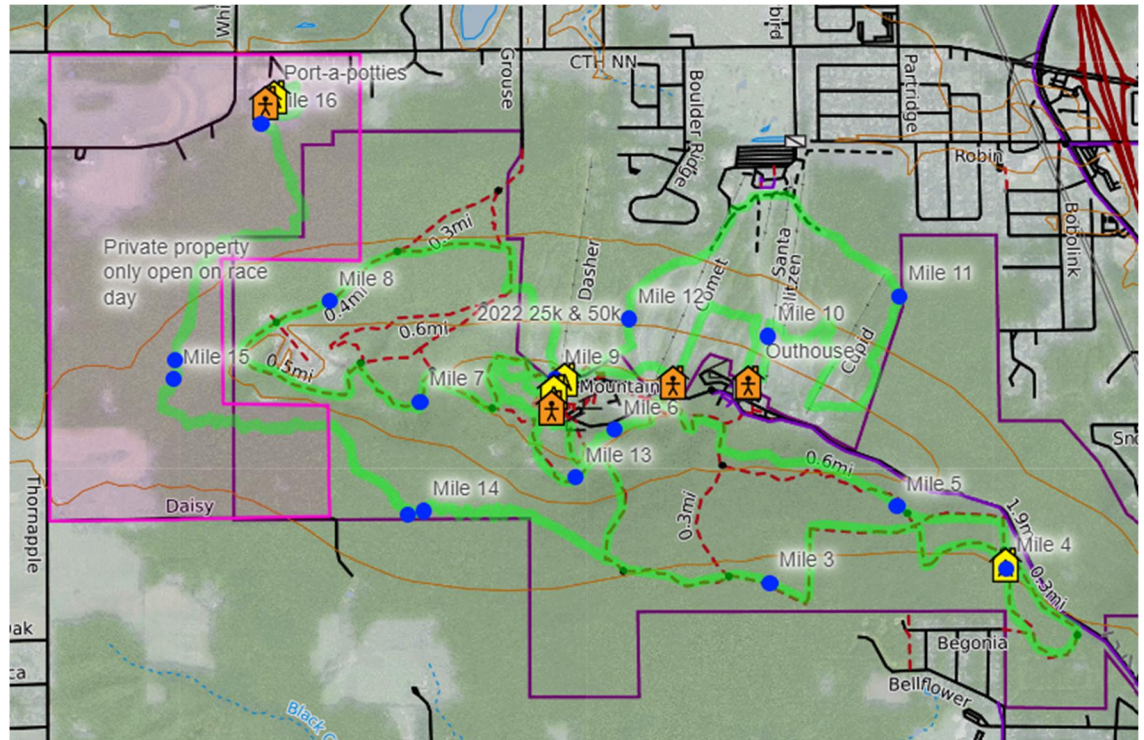 Whi
Grouse
CTH NN
bird
Partridge
Boulder Ridge
Port-a-potties
ile 16
Robin
Bobolink
Private property
only open on race
day
0.3mi
Dasher
Comet
Santa
Blitzen
Mile 8
0.4mi
Mile 12
Mile 11
Mile 10
2022 25k & 50k
0.6mi
Outhouse
Cupid
Mile 15
0.5mi
Mile 7
Mile 9
Mountain
Mile 6
Mile 13
0.6mi
Mile 5
Mile 14
Daisy
Thornapple
0.3mi
1.9m
Mile 3
Mile 4
0.3mi
Begonia
Bellflower
Black